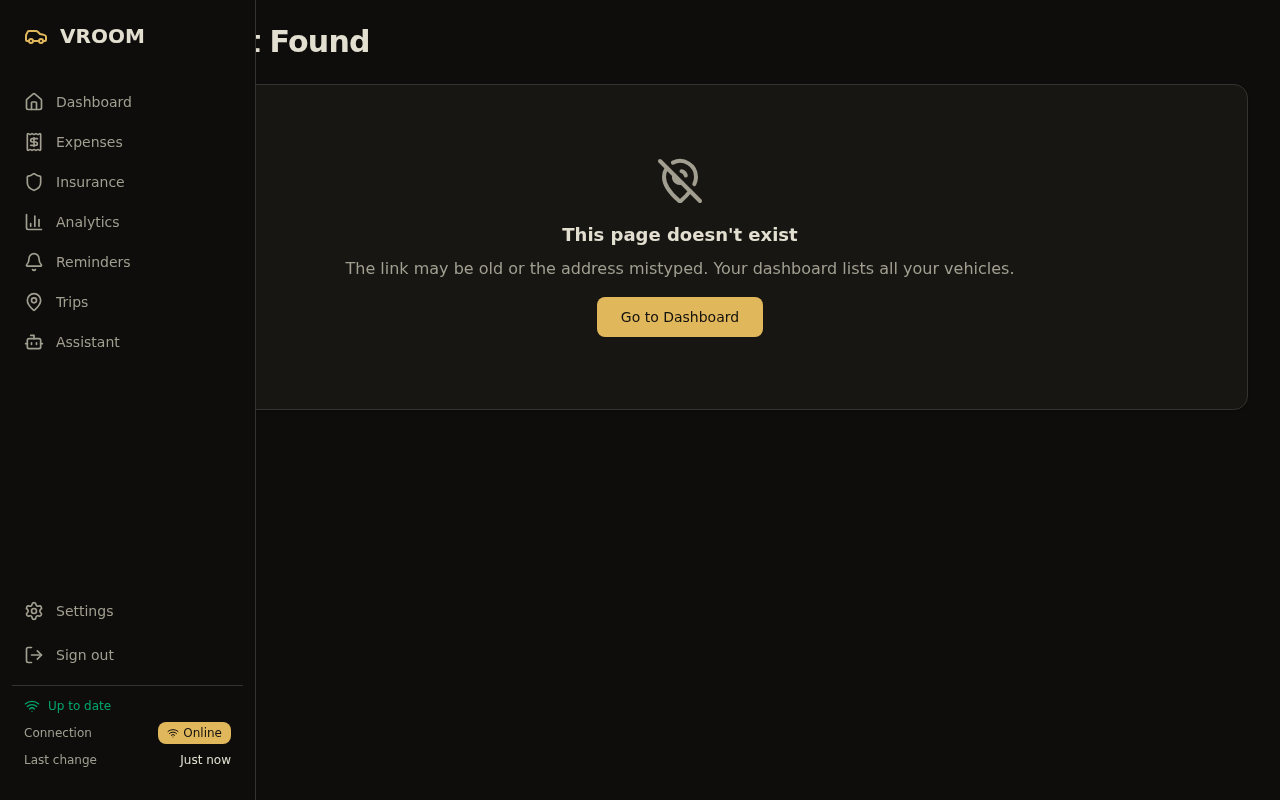 VROOM
Found
Dashboard
Expenses
Insurance
Analytics
Reminders
Trips
Assistant
This page doesn't exist
The link may be old or the address mistyped. Your dashboard lists all your vehicles.
Go to Dashboard
Settings
Sign out
Up to date
Connection Online
Last change Just now